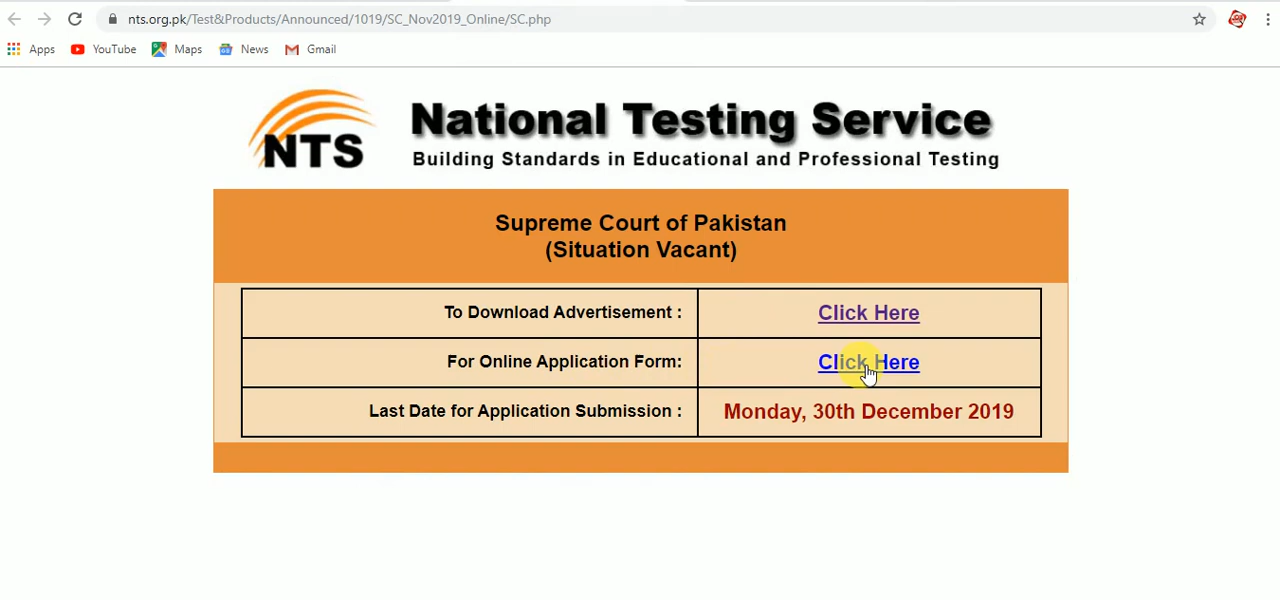 nts.org.pk/Test&Products/Announced/1019/SC_Nov2019_Online/SC.php
Apps YouTube Maps News Gmail
NTS
National Testing Service
Building Standards in Educational and Professional Testing
Supreme Court of Pakistan
(Situation Vacant)
To Download Advertisement : Click Here
For Online Application Form: Click Here
Last Date for Application Submission : Monday, 30th December 2019